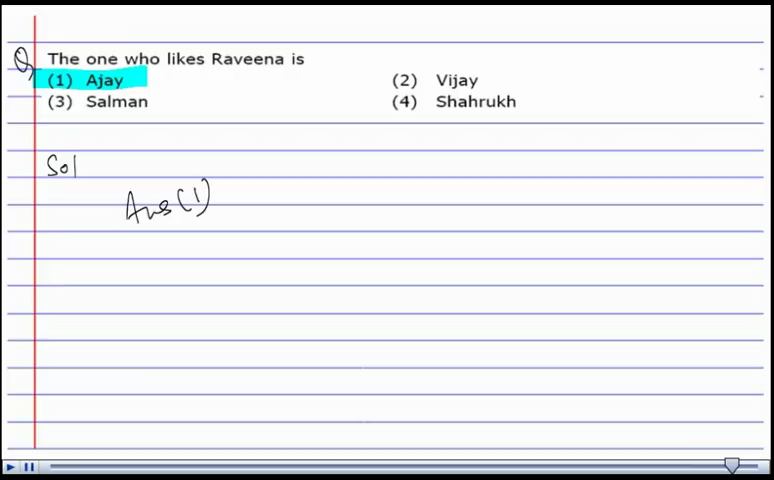 Q, The one who likes Raveena is
(1) Ajay (2) Vijay
(3) Salman (4) Shahrukh
Sol
Ans (1)